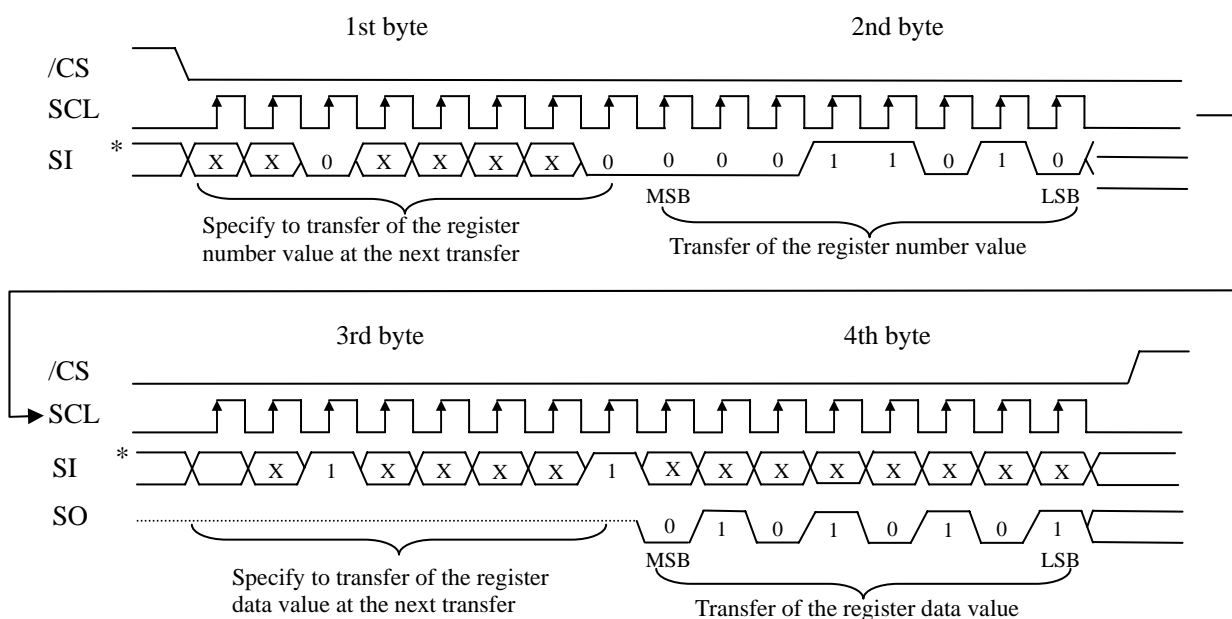 1st byte 2nd byte
/CS
SCL
SI * X X 0 X X X X 0 0 0 0 1 1 0 1 0
MSB LSB
Specify to transfer of the register
number value at the next transfer
Transfer of the register number value
3rd byte 4th byte
/CS
SCL
SI * X 1 X X X X 1 X X X X X X X X
SO 0 1 0 1 0 1 0 1
MSB LSB
Specify to transfer of the register
data value at the next transfer
Transfer of the register data value